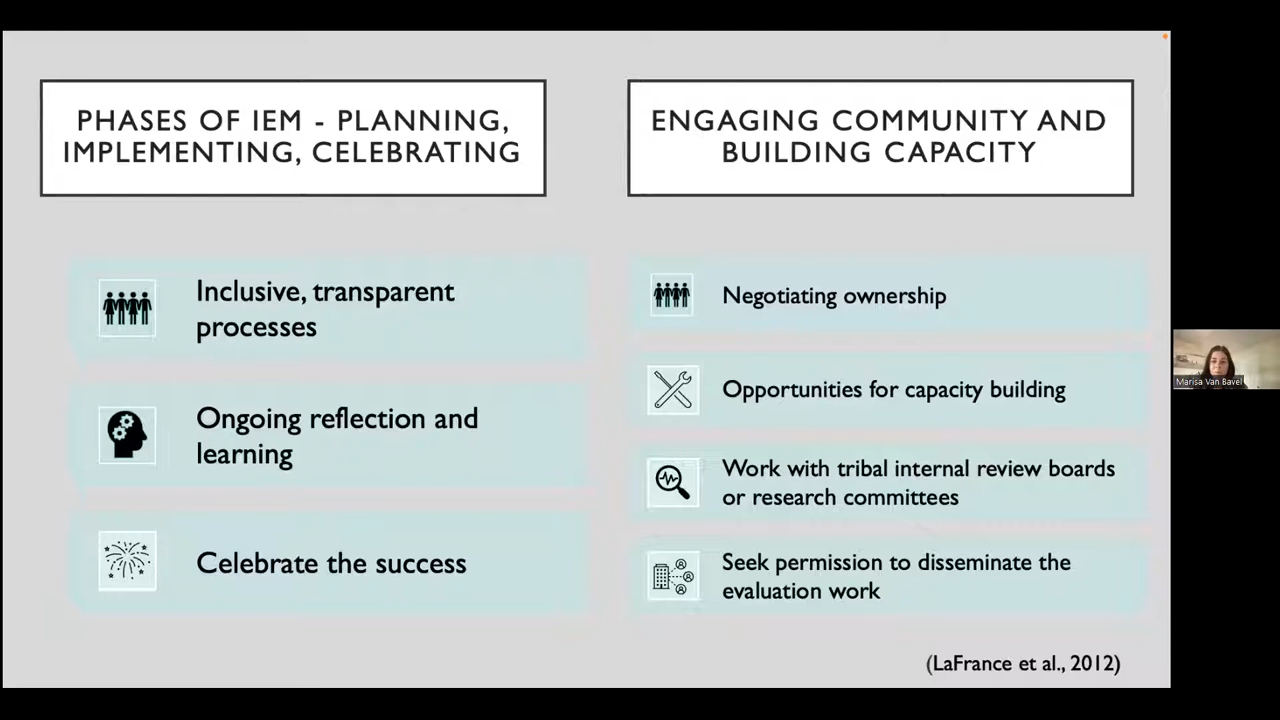 PHASES OF IEM - PLANNING,
IMPLEMENTING, CELEBRATING
Inclusive, transparent
processes
Ongoing reflection and
learning
Celebrate the success
ENGAGING COMMUNITY AND
BUILDING CAPACITY
Negotiating ownership
Opportunities for capacity building
Work with tribal internal review boards
or research committees
Seek permission to disseminate the
evaluation work
(LaFrance et al., 2012)
Marisa Van Bavel